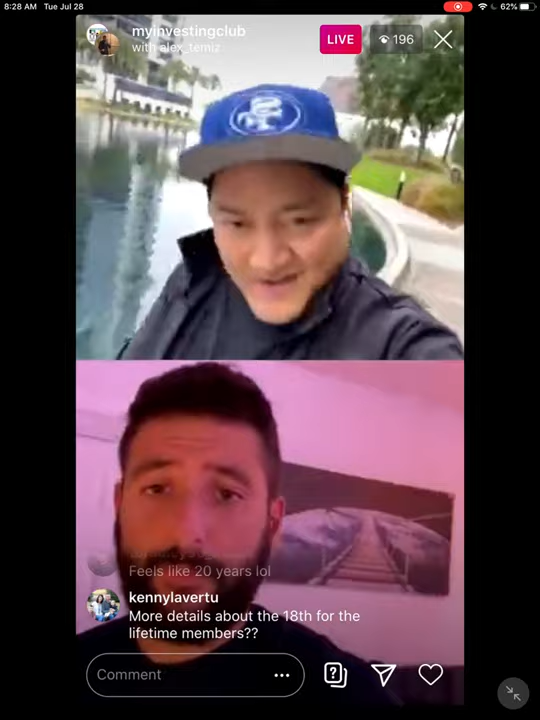 8:28 AM Tue Jul 28
62%
myinvestingclub
with alex_temiz
LIVE
196
Feels like 20 years lol
kennylavertu
More details about the 18th for the
lifetime members??
Comment